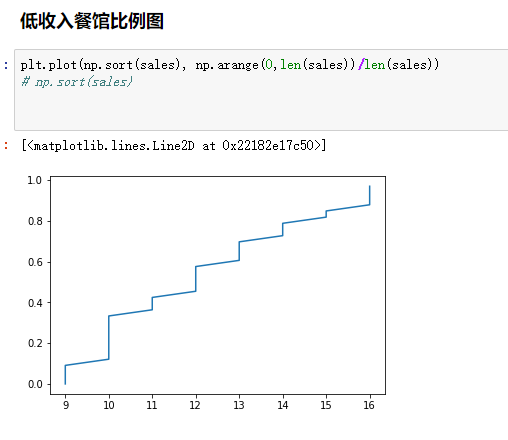 低收入餐馆比例图
: plt.plot(np.sort(sales), np.arange(0,len(sales))/len(sales))
# np.sort(sales)
: [<matplotlib.lines.Line2D at 0x22182e17c50>]
1.0
0.8
0.6
0.4
0.2
0.0
9 10 11 12 13 14 15 16